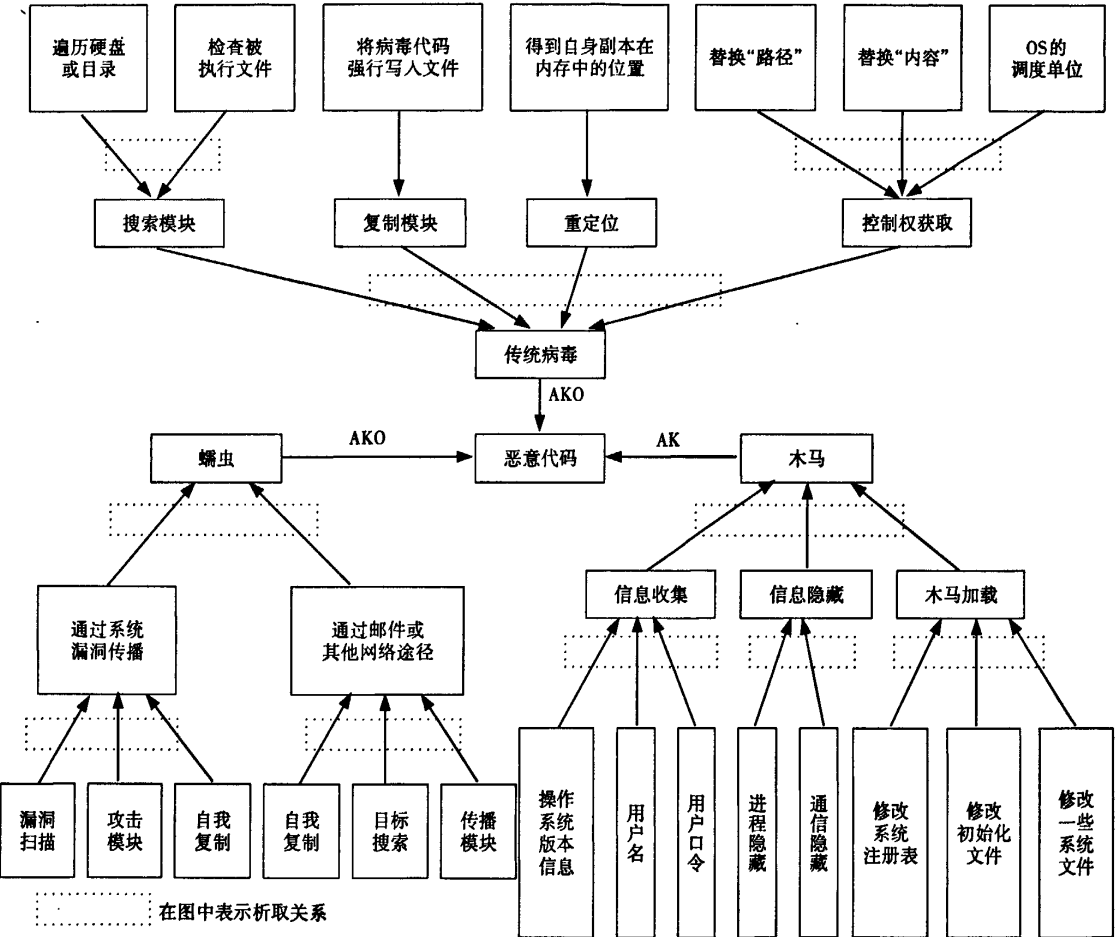 遍历硬盘
或目录
检查被
执行文件
将病毒代码
强行写人文件
得到自身副本在
内存中的位置
替换“路径”
替换“内容”
OS的
调度单位
搜索模块
复制模块
重定位
控制权获取
传统病毒
AKO
蠕虫
AKO
恶意代码
AK
木马
通过系统
漏洞传播
通过邮件或
其他网络途径
信息收集
信息隐藏
木马加载
漏洞
扫描
攻击
模块
自我
复制
自我
复制
目标
搜索
传播
模块
操作
系统
版本
信息
用户名
用户口令
进程隐藏
通信隐藏
修改
系统
注册表
修改
初始化
文件
修改
一些
系统
文件
在图中表示析取关系